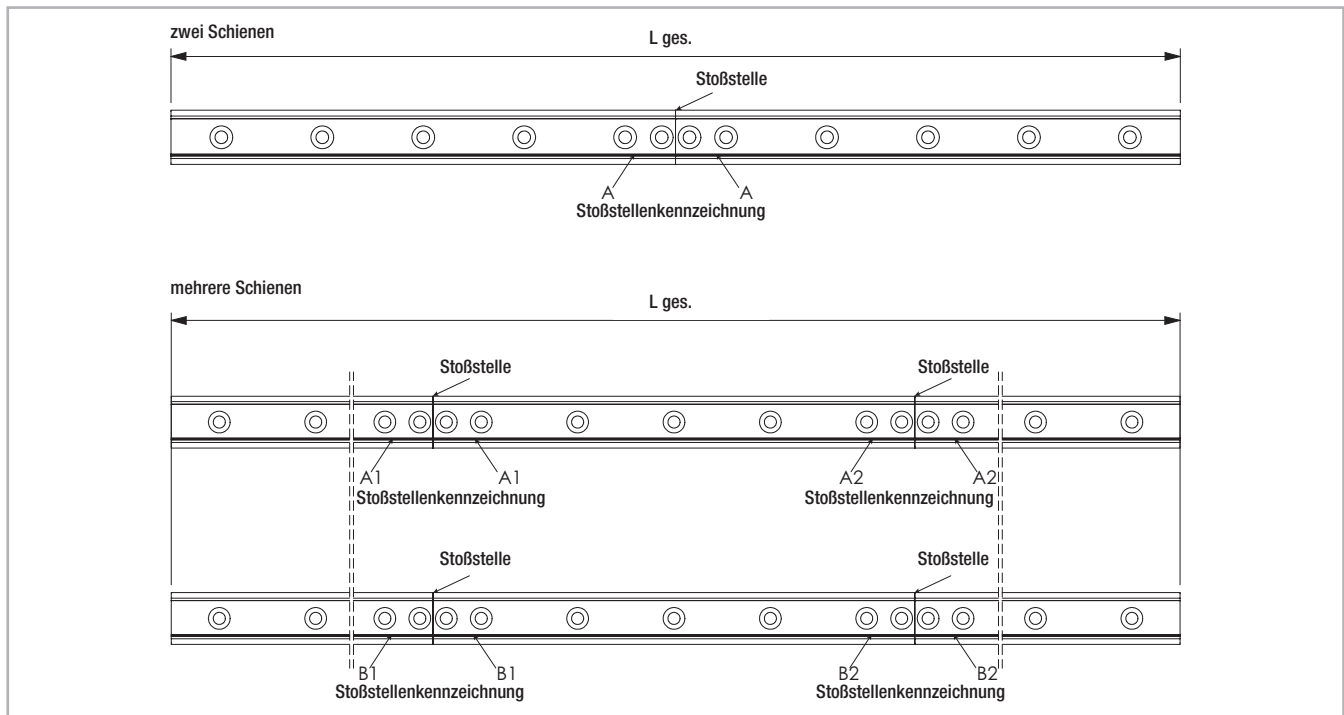 zwei Schienen
L ges.
Stoßstelle
A A
Stoßstellenkennzeichnung
mehrere Schienen
L ges.
Stoßstelle Stoßstelle
A1 A1 A2 A2
Stoßstellenkennzeichnung Stoßstellenkennzeichnung
Stoßstelle Stoßstelle
B1 B1 B2 B2
Stoßstellenkennzeichnung Stoßstellenkennzeichnung